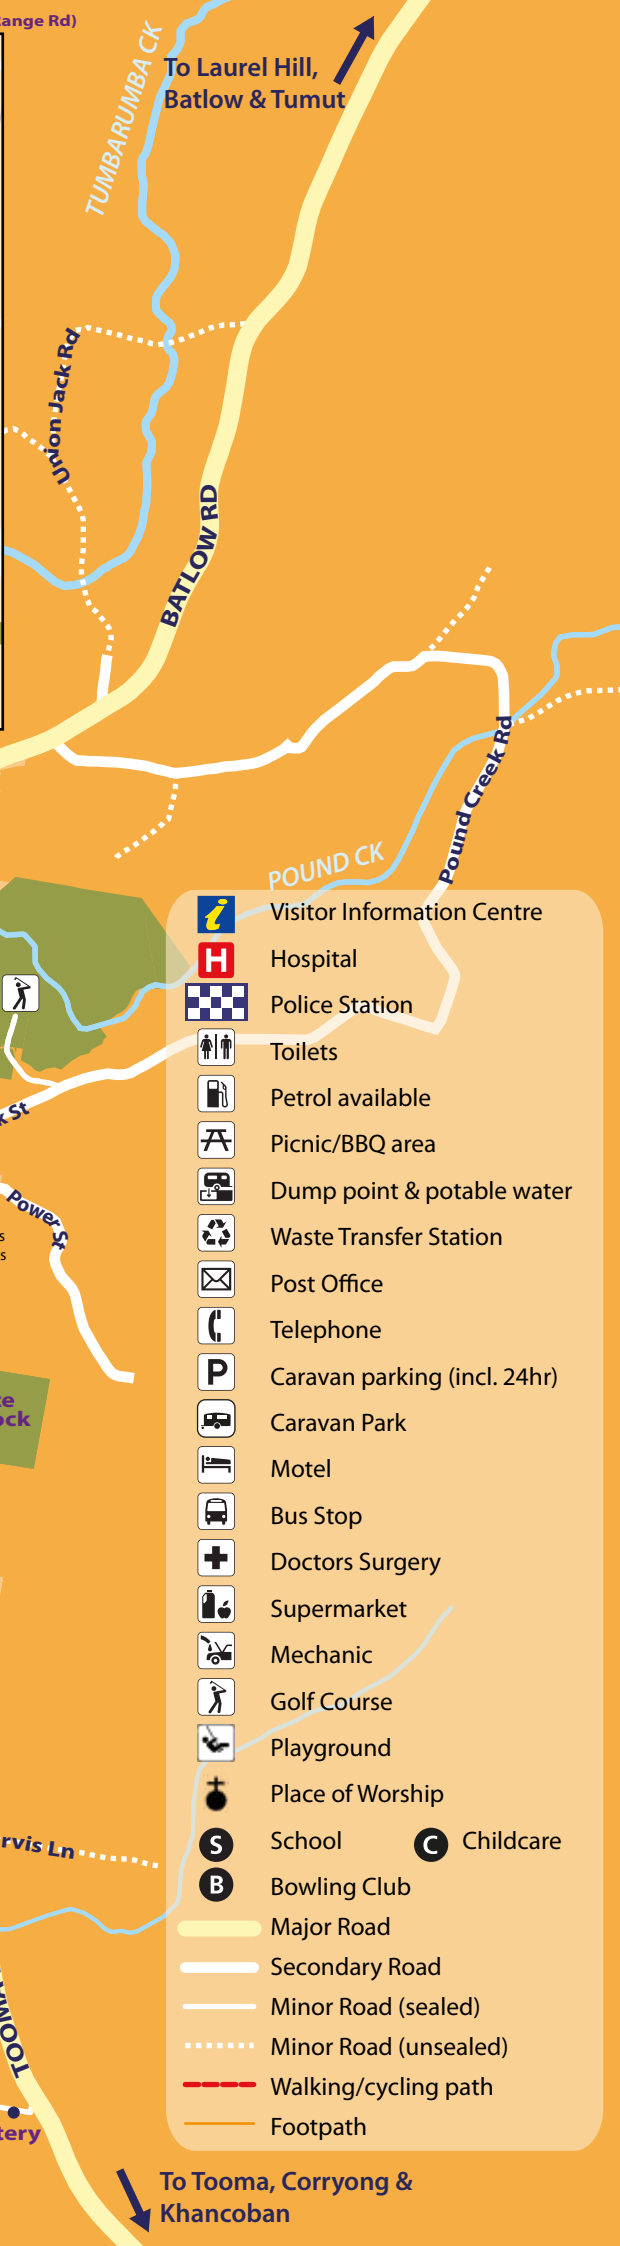 TUMBARUMBA CK
To Laurel Hill,
Batlow & Tumut
Union Jack Rd
BATLOW RD
Pound Creek Rd
POUND CK
i Visitor Information Centre
H Hospital
Police Station
Toilets
Petrol available
Picnic/BBQ area
Dump point & potable water
Waste Transfer Station
Post Office
Telephone
P Caravan parking (incl. 24hr)
Caravan Park
Motel
Bus Stop
Doctors Surgery
Supermarket
Mechanic
Golf Course
Playground
Place of Worship
S School C Childcare
B Bowling Club
Major Road
Secondary Road
Minor Road (sealed)
Minor Road (unsealed)
Walking/cycling path
Footpath
Power St
k St
ange Rd)
rvis Ln
tery
To Tooma, Corryong &
Khancoban